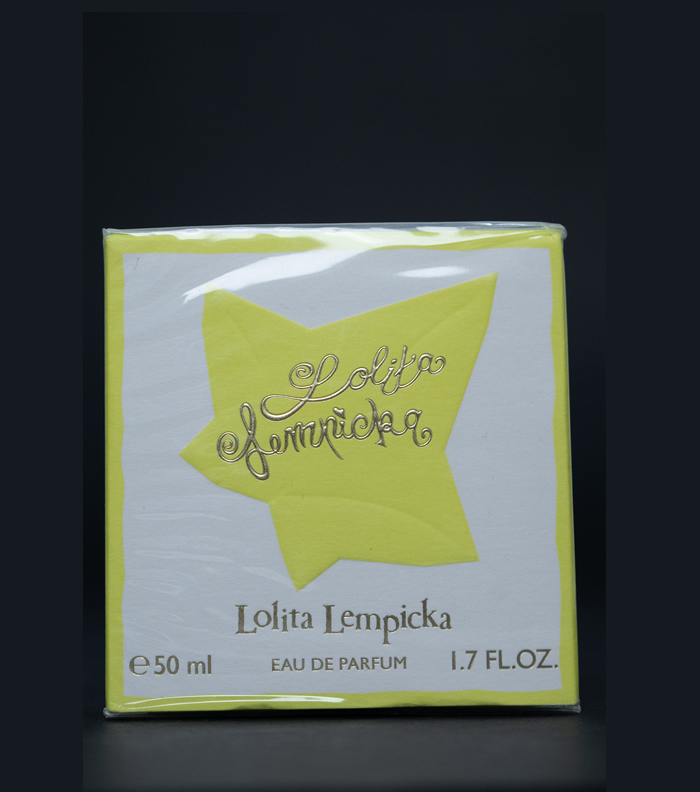 Lolita
Lempicka
Lolita Lempicka
℮50 ml EAU DE PARFUM 1.7 FL.OZ.